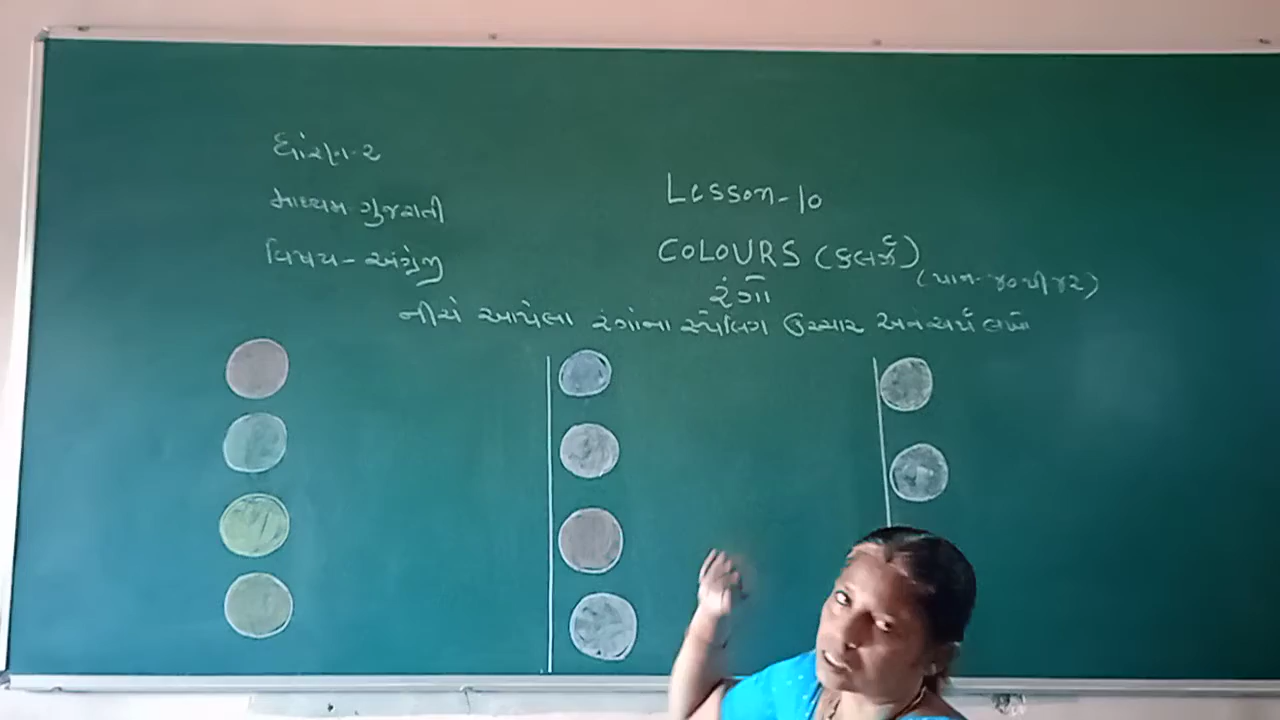 ધોરણ-૨
માધ્યમ-ગુજરાતી
વિષય-અંગ્રેજી
Lesson-10
COLOURS (કલર્ઝ)
રંગો
(પાન-૪૦થી૪૨)
નીચે આપેલા રંગોના સ્પેલિંગ ઉચ્ચાર અને અર્થ લખો